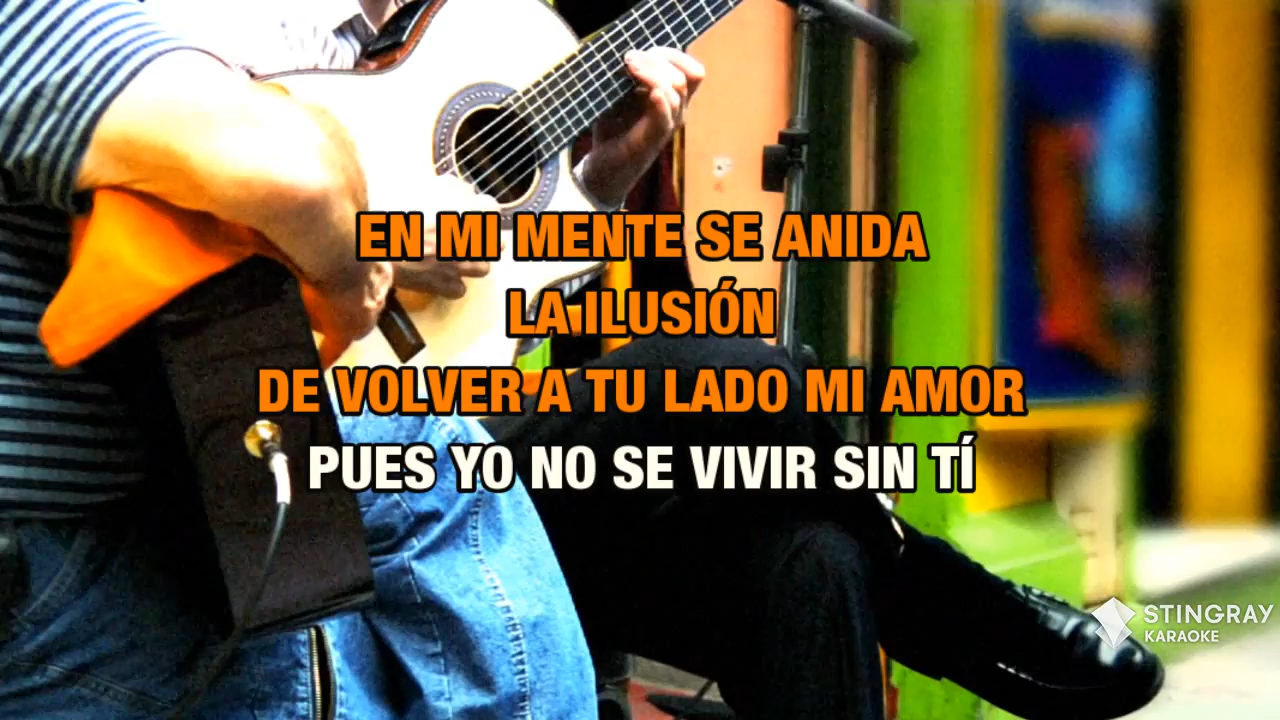 EN MI MENTE SE ANIDA
LA ILUSIÓN
DE VOLVER A TU LADO MI AMOR
PUES YO NO SE VIVIR SIN TÍ
STINGRAY
KARAOKE